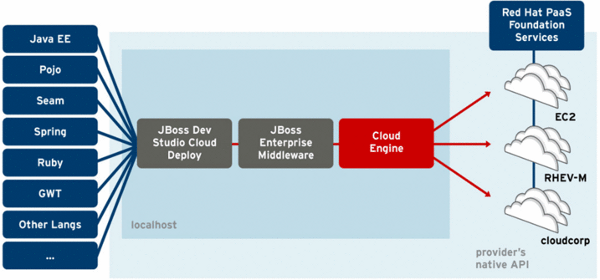 Java EE
Pojo
Seam
Spring
Ruby
GWT
Other Langs
...
JBoss Dev
Studio Cloud
Deploy
JBoss
Enterprise
Middleware
Cloud
Engine
localhost
Red Hat PaaS
Foundation
Services
EC2
RHEV-M
cloudcorp
provider's
native API